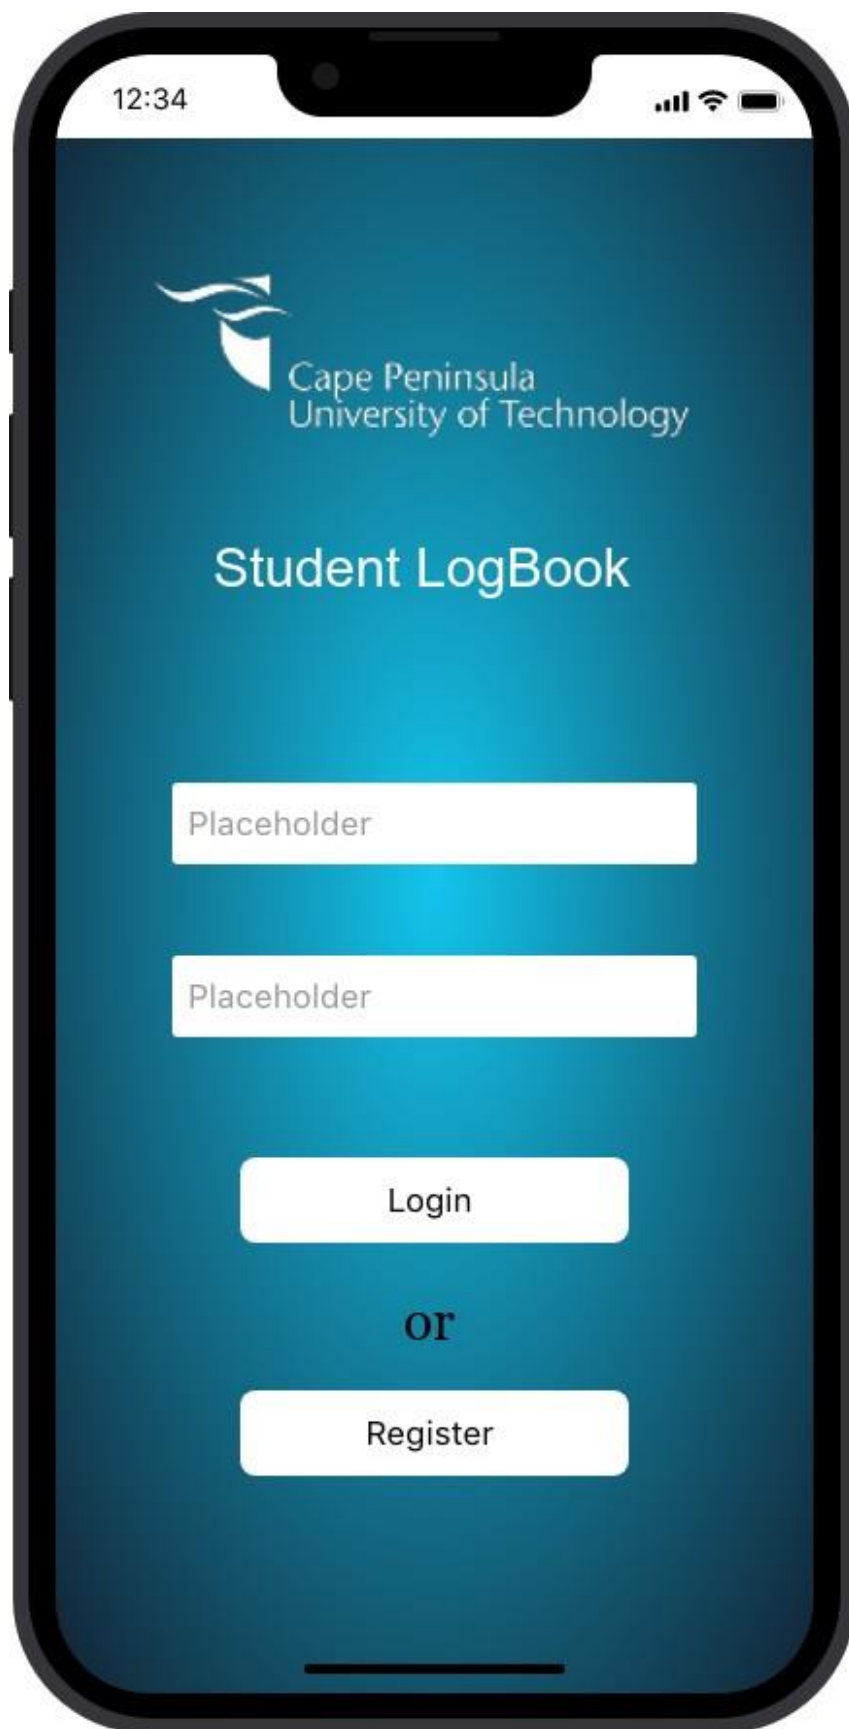 12:34
Cape Peninsula
University of Technology
Student LogBook
Placeholder
Placeholder
Login
or
Register